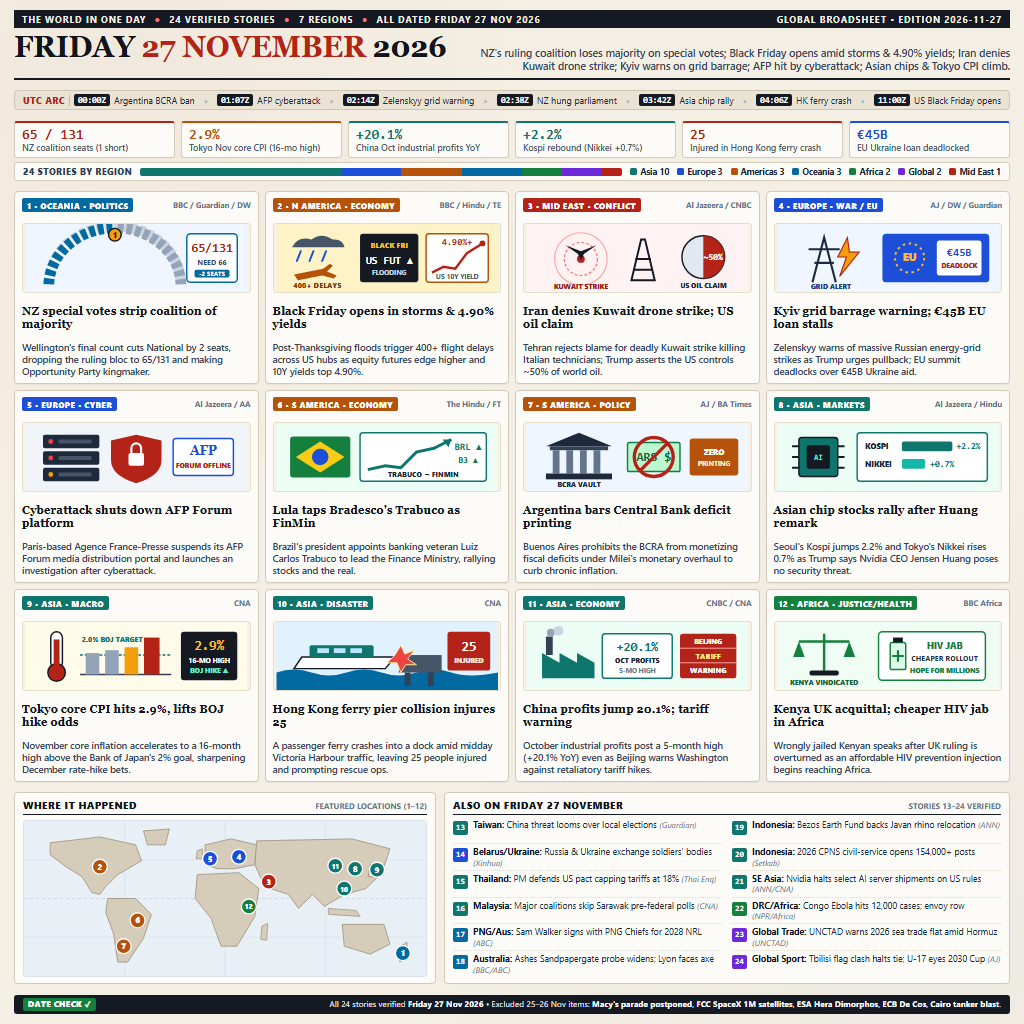 THE WORLD IN ONE DAY • 24 VERIFIED STORIES • 7 REGIONS • ALL DATED FRIDAY 27 NOV 2026
GLOBAL BROADSHEET • EDITION 2026-11-27
FRIDAY 27 NOVEMBER 2026
NZ's ruling coalition loses majority on special votes; Black Friday opens amid storms & 4.90% yields; Iran denies
Kuwait drone strike; Kyiv warns on grid barrage; AFP hit by cyberattack; Asian chips & Tokyo CPI climb.
UTC ARC 00:00Z Argentina BCRA ban › 01:07Z AFP cyberattack › 02:14Z Zelenskyy grid warning › 02:38Z NZ hung parliament › 03:42Z Asia chip rally › 04:06Z HK ferry crash › 11:00Z US Black Friday opens
65 / 131
NZ coalition seats (1 short)
2.9%
Tokyo Nov core CPI (16-mo high)
+20.1%
China Oct industrial profits YoY
+2.2%
Kospi rebound (Nikkei +0.7%)
25
Injured in Hong Kong ferry crash
€45B
EU Ukraine loan deadlocked
24 STORIES BY REGION
Asia 10 Europe 3 Americas 3 Oceania 3 Africa 2 Global 2 Mid East 1
1 • OCEANIA • POLITICS
BBC / Guardian / DW
1
65/131
NEED 66
-2 SEATS
NZ special votes strip coalition of
majority
Wellington's final count cuts National by 2 seats,
dropping the ruling bloc to 65/131 and making
Opportunity Party kingmaker.
2 • N AMERICA • ECONOMY
BBC / Hindu / TE
400+ DELAYS
BLACK FRI
US FUT ▲
FLOODING
4.90%+
US 10Y YIELD
Black Friday opens in storms & 4.90%
yields
Post-Thanksgiving floods trigger 400+ flight delays
across US hubs as equity futures edge higher and
10Y yields top 4.90%.
3 • MID EAST • CONFLICT
Al Jazeera / CNBC
KUWAIT STRIKE
~50%
US OIL CLAIM
Iran denies Kuwait drone strike; US
oil claim
Tehran rejects blame for deadly Kuwait strike killing
Italian technicians; Trump asserts the US controls
~50% of world oil.
4 • EUROPE • WAR / EU
AJ / DW / Guardian
GRID ALERT
EU
€45B
DEADLOCK
Kyiv grid barrage warning; €45B EU
loan stalls
Zelenskyy warns of massive Russian energy-grid
strikes as Trump urges pullback; EU summit
deadlocks over €45B Ukraine aid.
5 • EUROPE • CYBER
Al Jazeera / AA
AFP
FORUM OFFLINE
Cyberattack shuts down AFP Forum
platform
Paris-based Agence France-Presse suspends its AFP
Forum media distribution portal and launches an
investigation after cyberattack.
6 • S AMERICA • ECONOMY
The Hindu / FT
BRL ▲
B3 ▲
TRABUCO → FINMIN
Lula taps Bradesco's Trabuco as
FinMin
Brazil's president appoints banking veteran Luiz
Carlos Trabuco to lead the Finance Ministry, rallying
stocks and the real.
7 • S AMERICA • POLICY
AJ / BA Times
BCRA VAULT
ARS $
ZERO
PRINTING
Argentina bars Central Bank deficit
printing
Buenos Aires prohibits the BCRA from monetizing
fiscal deficits under Milei's monetary overhaul to
curb chronic inflation.
8 • ASIA • MARKETS
Al Jazeera / Hindu
AI
KOSPI +2.2%
NIKKEI +0.7%
Asian chip stocks rally after Huang
remark
Seoul's Kospi jumps 2.2% and Tokyo's Nikkei rises
0.7% as Trump says Nvidia CEO Jensen Huang poses
no security threat.
9 • ASIA • MACRO
CNA
2.0% BOJ TARGET
2.9%
16-MO HIGH
BOJ HIKE ▲
Tokyo core CPI hits 2.9%, lifts BOJ
hike odds
November core inflation accelerates to a 16-month
high above the Bank of Japan's 2% goal, sharpening
December rate-hike bets.
10 • ASIA • DISASTER
CNA
25
INJURED
Hong Kong ferry pier collision injures
25
A passenger ferry crashes into a dock amid midday
Victoria Harbour traffic, leaving 25 people injured
and prompting rescue ops.
11 • ASIA • ECONOMY
CNBC / CNA
+20.1%
OCT PROFITS
5-MO HIGH
BEIJING
TARIFF
WARNING
China profits jump 20.1%; tariff
warning
October industrial profits post a 5-month high
(+20.1% YoY) even as Beijing warns Washington
against retaliatory tariff hikes.
12 • AFRICA • JUSTICE/HEALTH
BBC Africa
KENYA VINDICATED
HIV JAB
CHEAPER ROLLOUT
HOPE FOR MILLIONS
Kenya UK acquittal; cheaper HIV jab
in Africa
Wrongly jailed Kenyan speaks after UK ruling is
overturned as an affordable HIV prevention injection
begins reaching Africa.
WHERE IT HAPPENED
FEATURED LOCATIONS (1–12)
2
5
4
3
11
8
9
10
12
6
7
1
ALSO ON FRIDAY 27 NOVEMBER
STORIES 13–24 VERIFIED
13 Taiwan: China threat looms over local elections (Guardian)
14 Belarus/Ukraine: Russia & Ukraine exchange soldiers' bodies
(Xinhua)
15 Thailand: PM defends US pact capping tariffs at 18% (Thai Enq)
16 Malaysia: Major coalitions skip Sarawak pre-federal polls (CNA)
17 PNG/Aus: Sam Walker signs with PNG Chiefs for 2028 NRL
(ABC)
18 Australia: Ashes Sandpapergate probe widens; Lyon faces axe
(BBC/ABC)
19 Indonesia: Bezos Earth Fund backs Javan rhino relocation (ANN)
20 Indonesia: 2026 CPNS civil-service opens 154,000+ posts
(Setkab)
21 SE Asia: Nvidia halts select AI server shipments on US rules
(ANN/CNA)
22 DRC/Africa: Congo Ebola hits 12,000 cases; envoy row
(NPR/Africa)
23 Global Trade: UNCTAD warns 2026 sea trade flat amid Hormuz
(UNCTAD)
24 Global Sport: Tbilisi flag clash halts tie; U-17 eyes 2030 Cup (AJ)
DATE CHECK ✓
All 24 stories verified Friday 27 Nov 2026 • Excluded 25–26 Nov items: Macy's parade postponed, FCC SpaceX 1M satellites, ESA Hera Dimorphos, ECB De Cos, Cairo tanker blast.